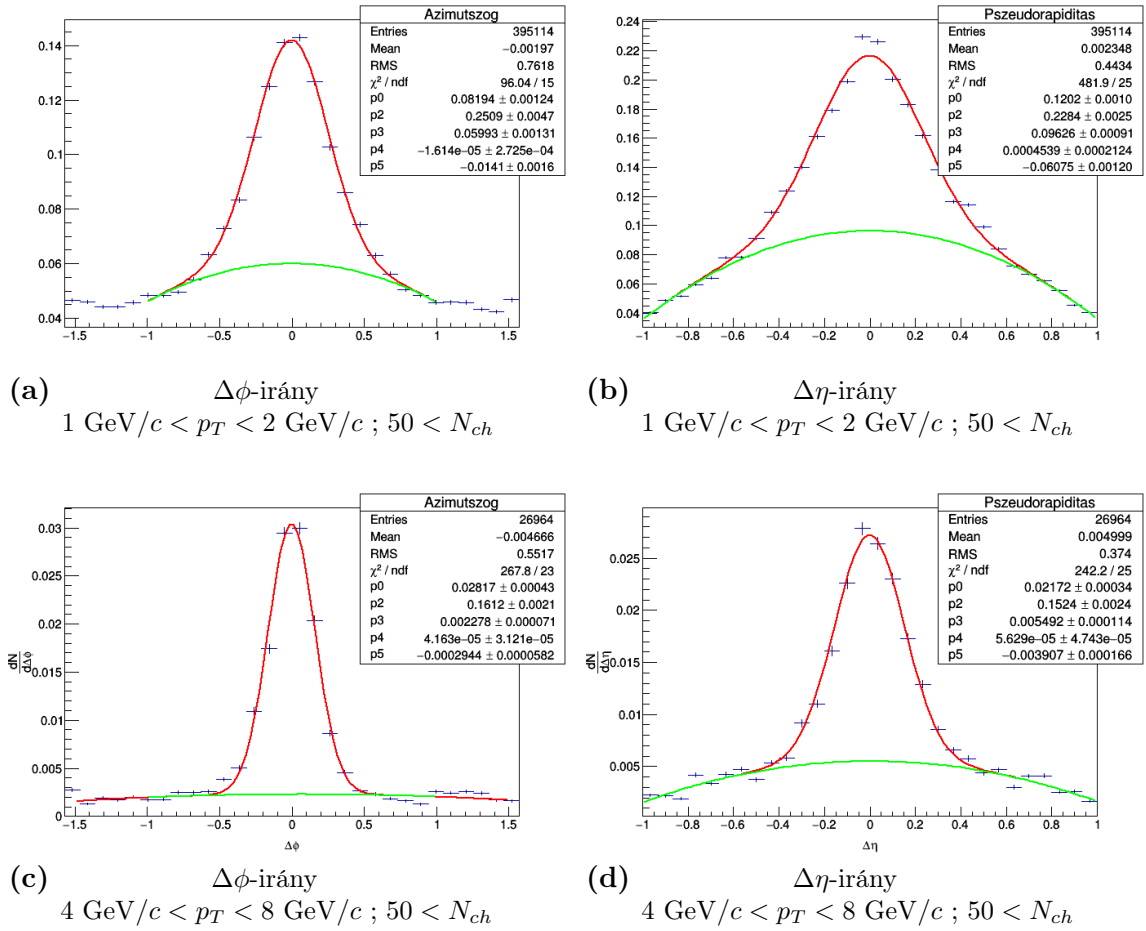 Azimutszog
Entries 395114
Mean −0.00197
RMS 0.7618
χ² / ndf 96.04 / 15
p0 0.08194 ± 0.00124
p2 0.2509 ± 0.0047
p3 0.05993 ± 0.00131
p4 −1.614e−05 ± 2.725e−04
p5 −0.0141 ± 0.0016
0.14
0.12
0.1
0.08
0.06
0.04
−1.5 −1 −0.5 0 0.5 1 1.5
Pszeudorapiditas
Entries 395114
Mean 0.002348
RMS 0.4434
χ² / ndf 481.9 / 25
p0 0.1202 ± 0.0010
p2 0.2284 ± 0.0025
p3 0.09626 ± 0.00091
p4 0.0004539 ± 0.0002124
p5 −0.06075 ± 0.00120
0.24
0.22
0.2
0.18
0.16
0.14
0.12
0.1
0.08
0.06
0.04
−1 −0.8 −0.6 −0.4 −0.2 0 0.2 0.4 0.6 0.8 1
(a) Δϕ-irány
1 GeV/c < p_T < 2 GeV/c ; 50 < N_ch
(b) Δη-irány
1 GeV/c < p_T < 2 GeV/c ; 50 < N_ch
Azimutszog
Entries 26964
Mean −0.004666
RMS 0.5517
χ² / ndf 267.8 / 23
p0 0.02817 ± 0.00043
p2 0.1612 ± 0.0021
p3 0.002278 ± 0.000071
p4 4.163e−05 ± 3.121e−05
p5 −0.0002944 ± 0.0000582
0.03
0.025
0.02
0.015
0.01
0.005
0
dN
dΔϕ
−1.5 −1 −0.5 0 0.5 1 1.5
Δϕ
Pszeudorapiditas
Entries 26964
Mean 0.004999
RMS 0.374
χ² / ndf 242.2 / 25
p0 0.02172 ± 0.00034
p2 0.1524 ± 0.0024
p3 0.005492 ± 0.000114
p4 5.629e−05 ± 4.743e−05
p5 −0.003907 ± 0.000166
0.025
0.02
0.015
0.01
0.005
dN
dΔη
−1 −0.8 −0.6 −0.4 −0.2 0 0.2 0.4 0.6 0.8 1
Δη
(c) Δϕ-irány
4 GeV/c < p_T < 8 GeV/c ; 50 < N_ch
(d) Δη-irány
4 GeV/c < p_T < 8 GeV/c ; 50 < N_ch